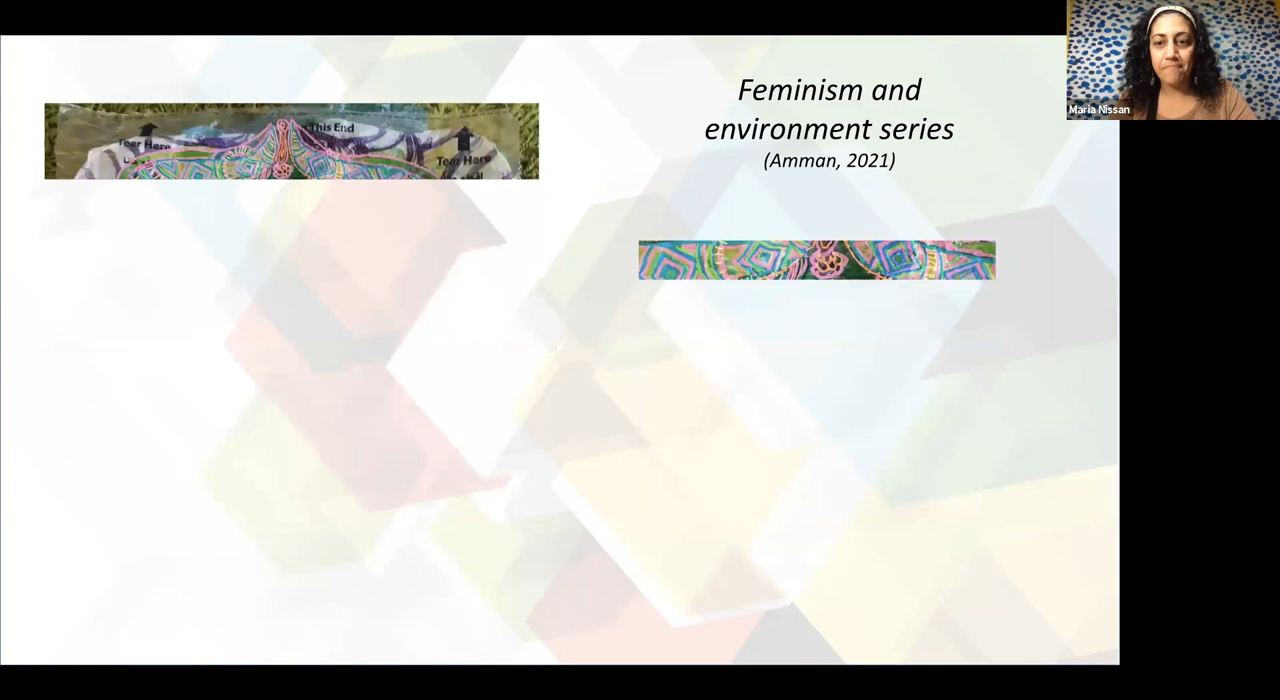 Feminism and
environment series
(Amman, 2021)
This End
Tear Here
Tear Here
Maria Nissan